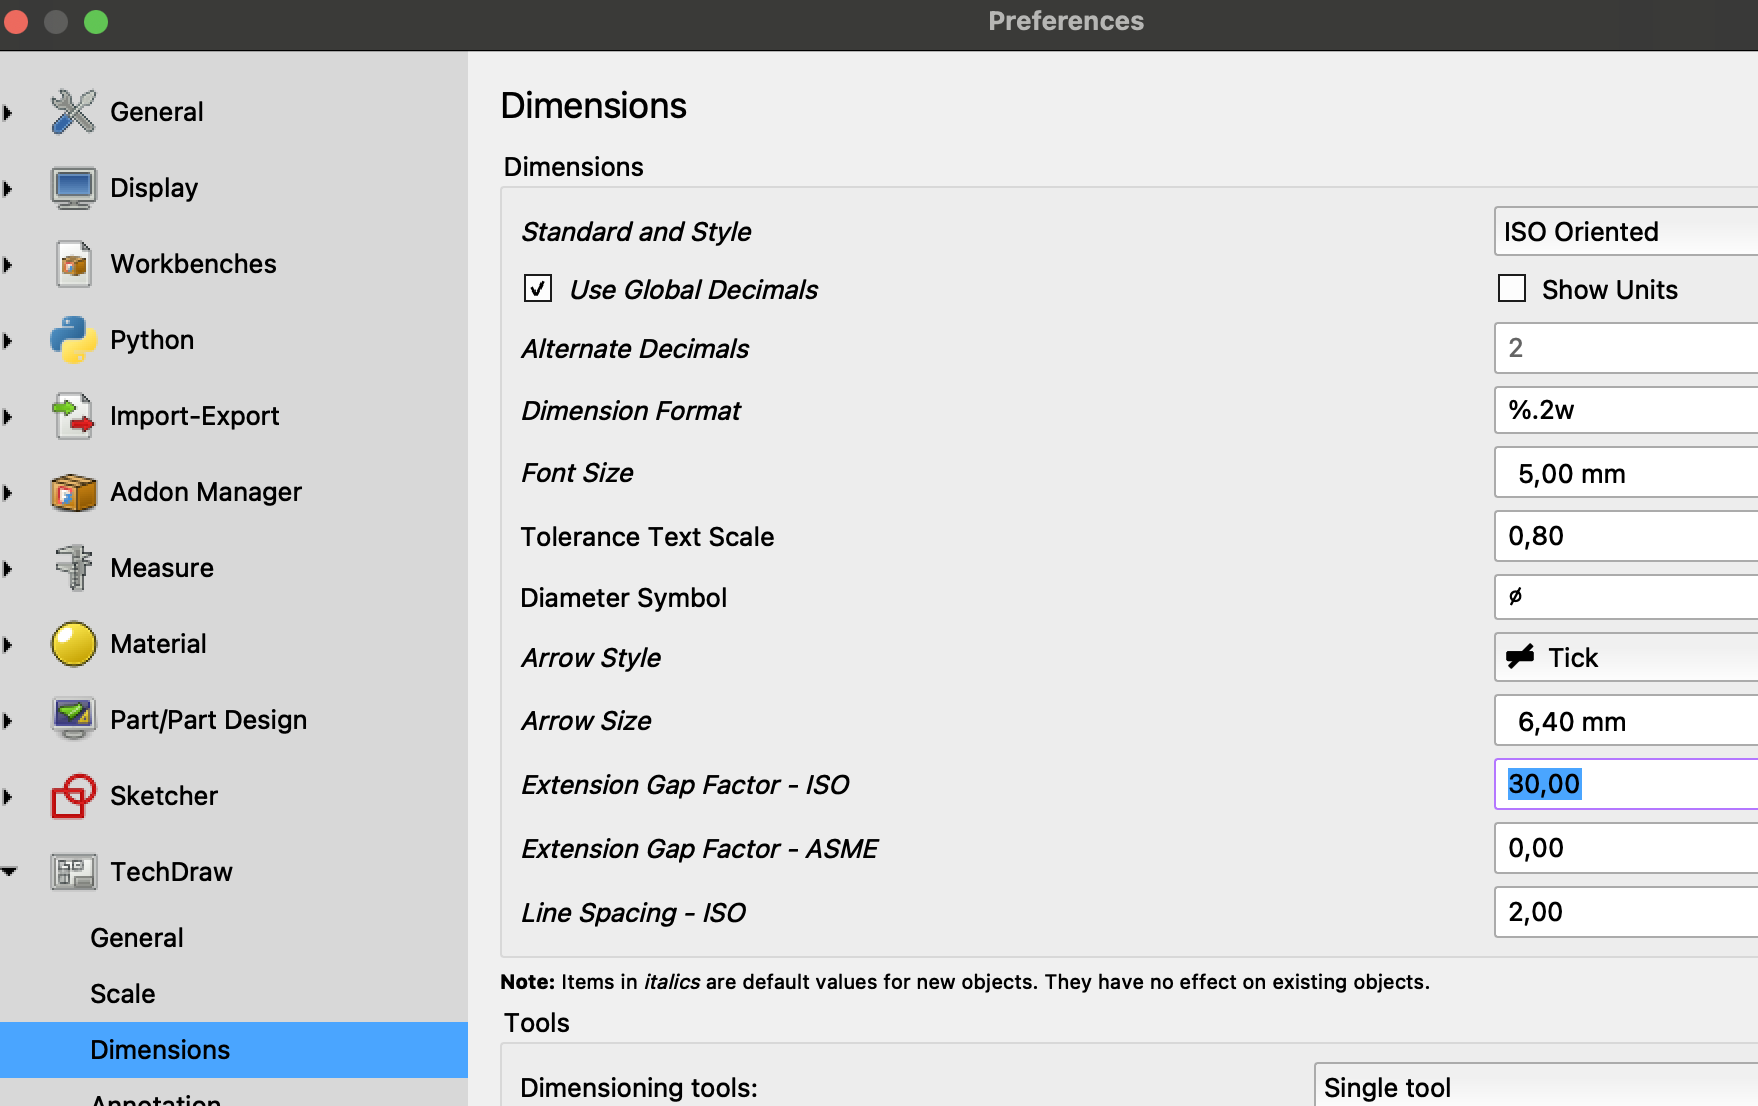 Preferences
General
Display
Workbenches
Python
Import-Export
Addon Manager
Measure
Material
Part/Part Design
Sketcher
TechDraw
General
Scale
Dimensions
Annotation
Dimensions
Dimensions
Standard and Style ISO Oriented
Use Global Decimals Show Units
Alternate Decimals 2
Dimension Format %.2w
Font Size 5,00 mm
Tolerance Text Scale 0,80
Diameter Symbol ⌀
Arrow Style Tick
Arrow Size 6,40 mm
Extension Gap Factor - ISO 30,00
Extension Gap Factor - ASME 0,00
Line Spacing - ISO 2,00
Note: Items in italics are default values for new objects. They have no effect on existing objects.
Tools
Dimensioning tools: Single tool